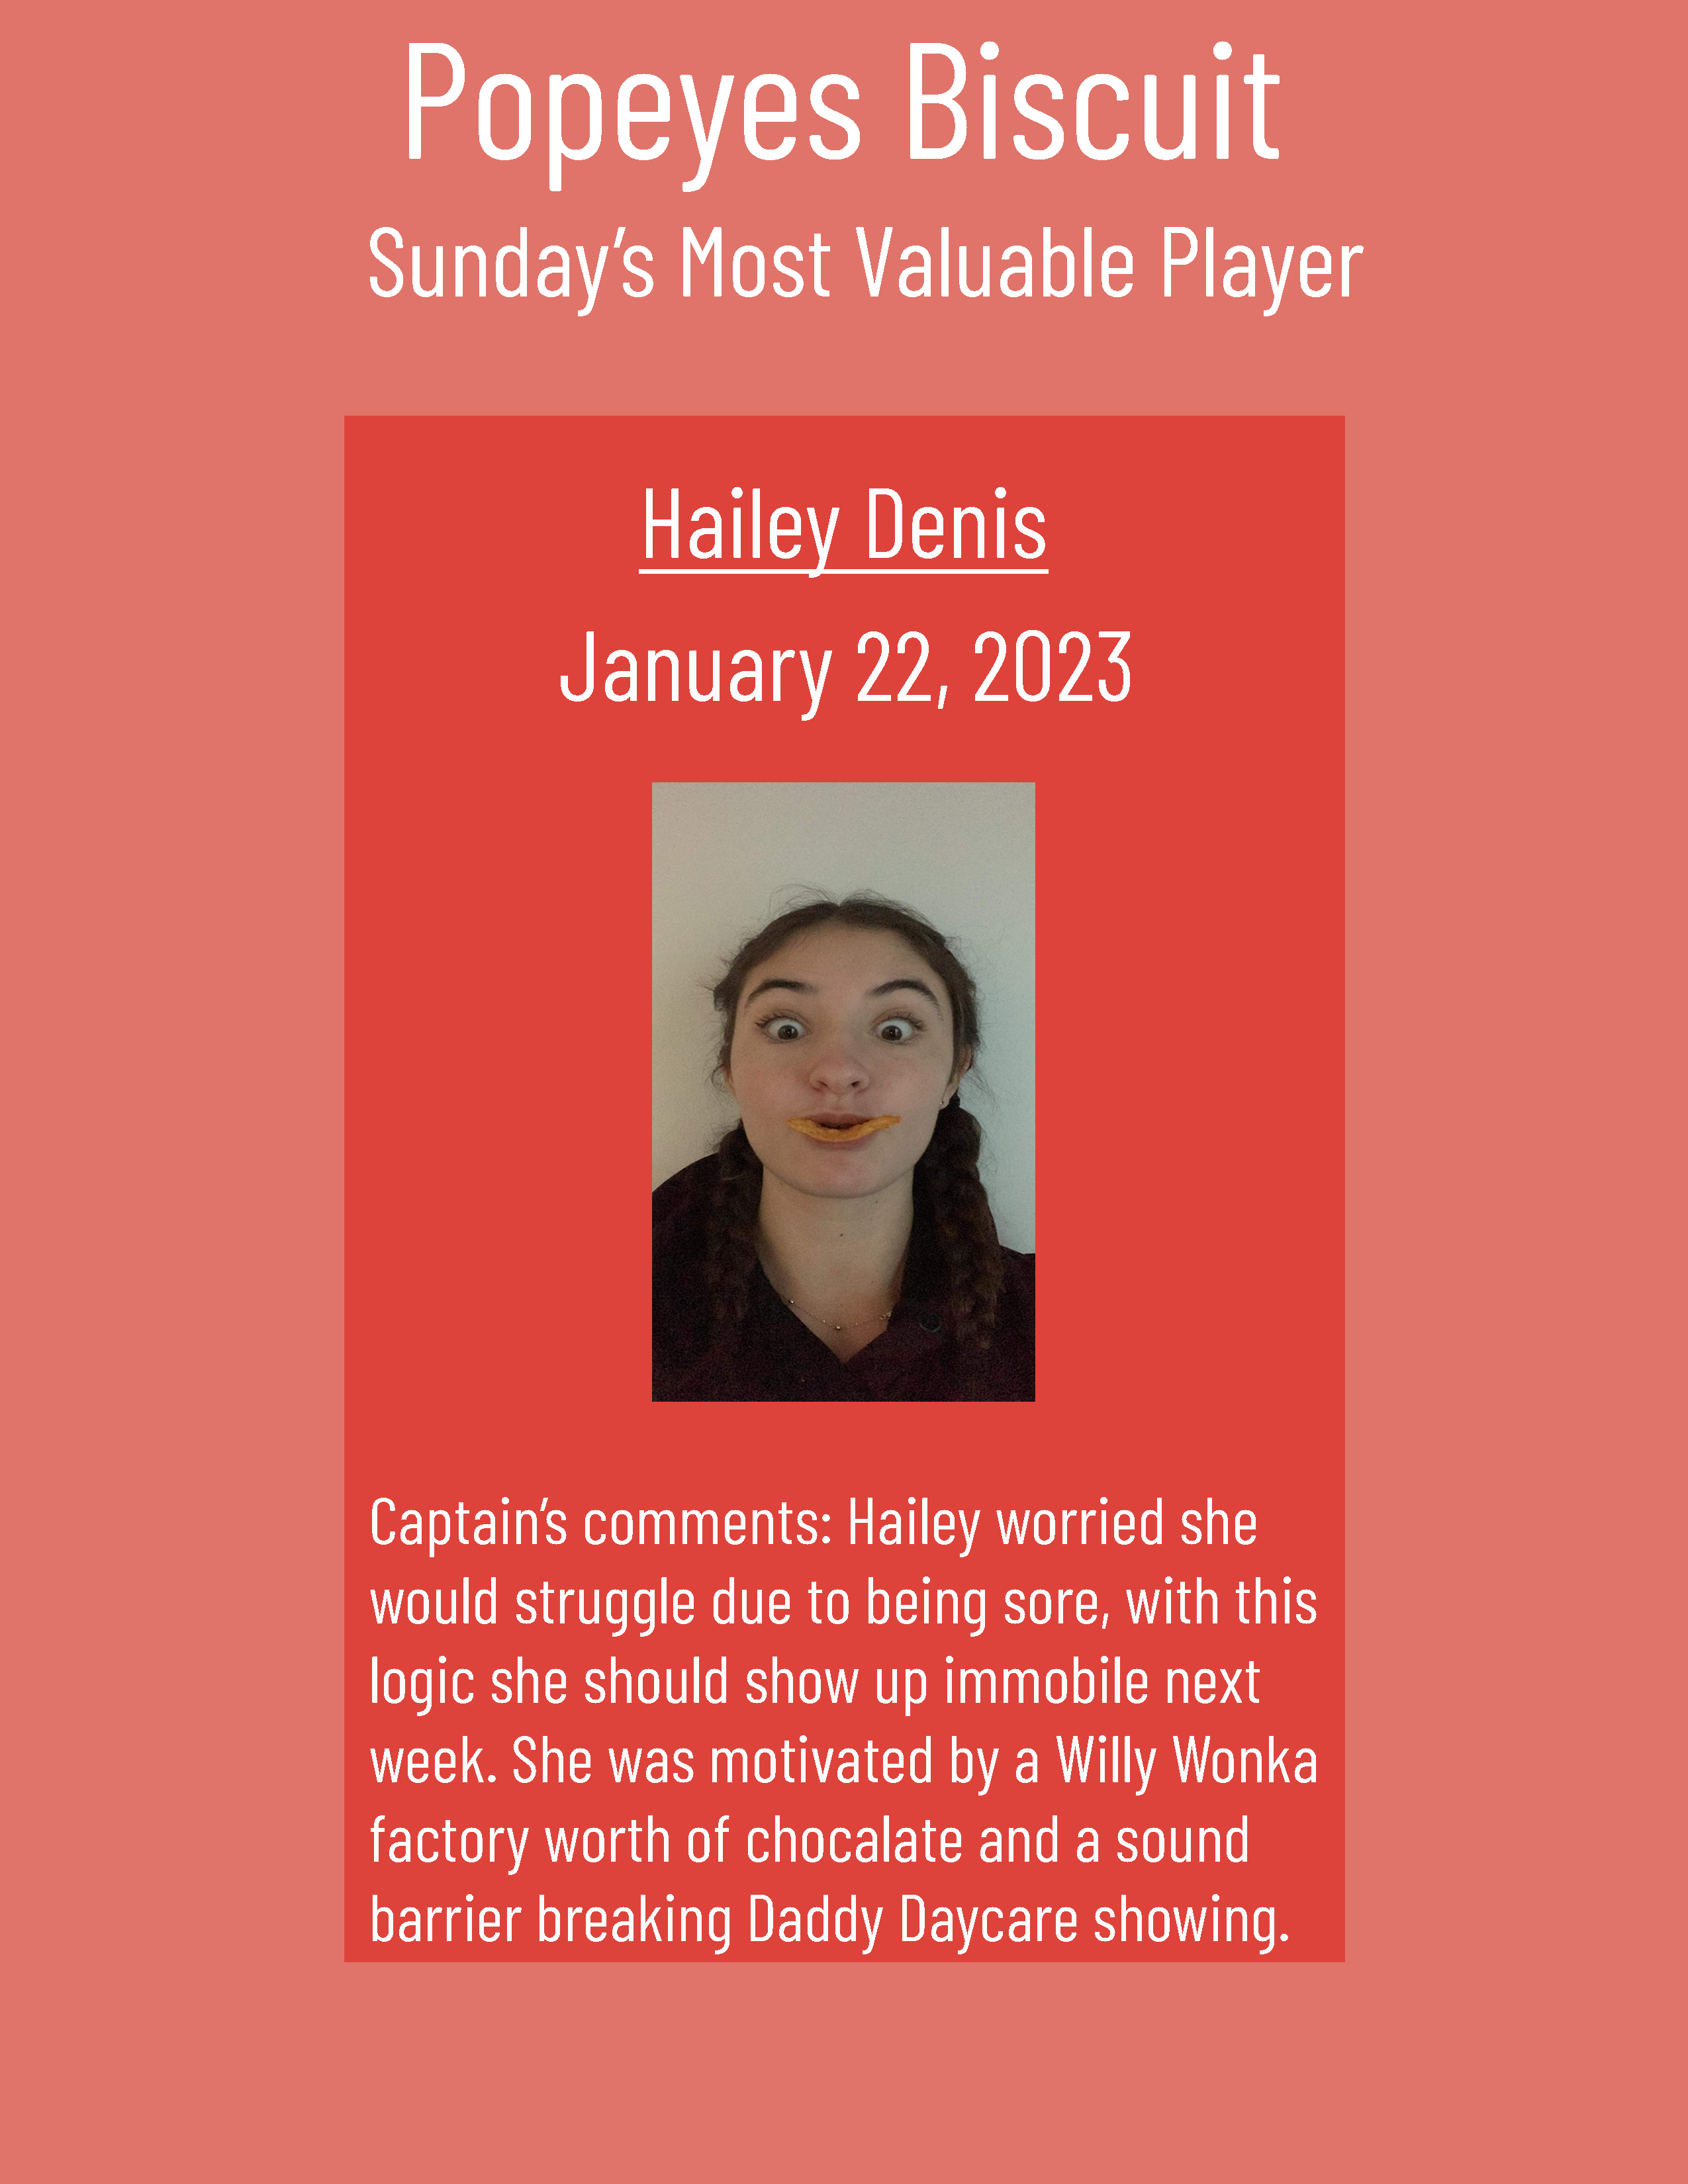 Popeyes Biscuit
Sunday’s Most Valuable Player
Hailey Denis
January 22, 2023
Captain’s comments: Hailey worried she
would struggle due to being sore, with this
logic she should show up immobile next
week. She was motivated by a Willy Wonka
factory worth of chocalate and a sound
barrier breaking Daddy Daycare showing.